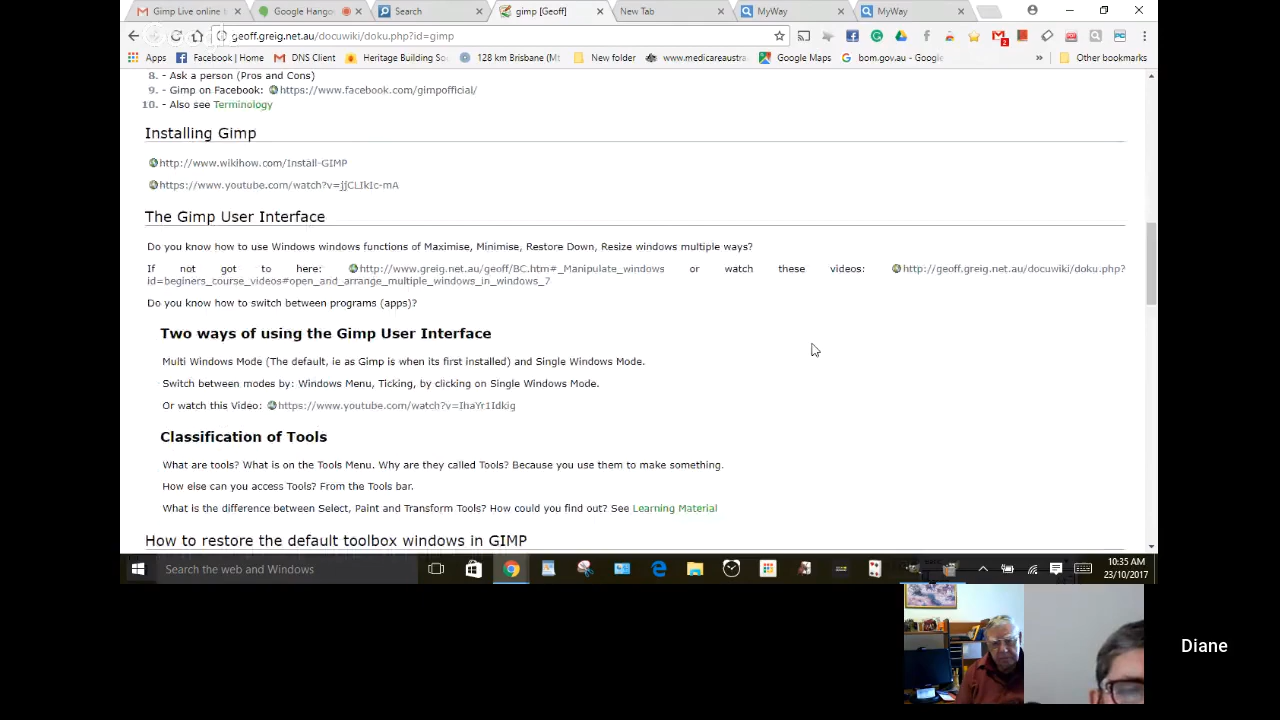 Gimp Live online t
Google Hango
Search
gimp [Geoff]
New Tab
MyWay
MyWay
geoff.greig.net.au/docuwiki/doku.php?id=gimp
Apps
Facebook | Home
DNS Client
Heritage Building So
128 km Brisbane (Mt
New folder
www.medicareaust
Google Maps
bom.gov.au - Goog
»
Other bookmarks
8. - Ask a person (Pros and Cons)
9. - Gimp on Facebook: https://www.facebook.com/gimpofficial/
10. - Also see Terminology
Installing Gimp
http://www.wikihow.com/Install-GIMP
https://www.youtube.com/watch?v=jjCLIkIc-mA
The Gimp User Interface
Do you know how to use Windows windows functions of Maximise, Minimise, Restore Down, Resize windows multiple ways?
If not got to here: http://www.greig.net.au/geoff/BC.htm#_Manipulate_windows or watch these videos: http://geoff.greig.net.au/docuwiki/doku.php?
id=beginers_course_videos#open_and_arrange_multiple_windows_in_windows_7
Do you know how to switch between programs (apps)?
Two ways of using the Gimp User Interface
Multi Windows Mode (The default, ie as Gimp is when its first installed) and Single Windows Mode.
Switch between modes by: Windows Menu, Ticking, by clicking on Single Windows Mode.
Or watch this Video: https://www.youtube.com/watch?v=IhaYr1Idkig
Classification of Tools
What are tools? What is on the Tools Menu. Why are they called Tools? Because you use them to make something.
How else can you access Tools? From the Tools bar.
What is the difference between Select, Paint and Transform Tools? How could you find out? See Learning Material
How to restore the default toolbox windows in GIMP
Search the web and Windows
10:35 AM
23/10/2017
Diane